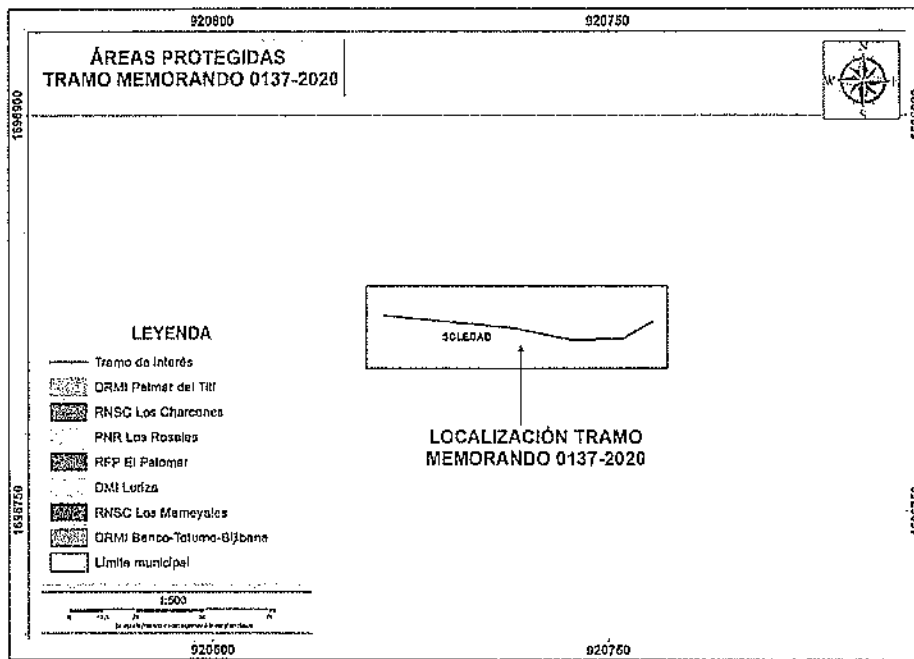 920600
920750
ÁREAS PROTEGIDAS
TRAMO MEMORANDO 0137-2020
N
W
E
S
1696900
SOLEDAD
LOCALIZACIÓN TRAMO
MEMORANDO 0137-2020
LEYENDA
Tramo de Interés
DRMI Palmar del Tití
RNSC Los Charcones
PNR Los Rosales
RFP El Palomar
DMI Luriza
RNSC Los Mameyales
DRMI Banco-Totumo-Bijibana
Límite municipal
1696750
1:500
920600
920750